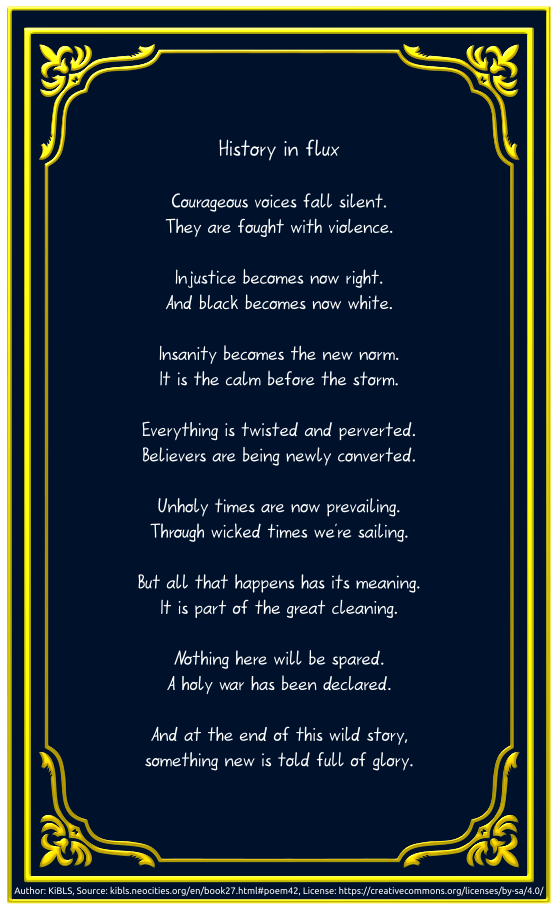 History in flux
Courageous voices fall silent.
They are fought with violence.
Injustice becomes now right.
And black becomes now white.
Insanity becomes the new norm.
It is the calm before the storm.
Everything is twisted and perverted.
Believers are being newly converted.
Unholy times are now prevailing.
Through wicked times we're sailing.
But all that happens has its meaning.
It is part of the great cleaning.
Nothing here will be spared.
A holy war has been declared.
And at the end of this wild story,
something new is told full of glory.
Author: KiBLS, Source: kibls.neocities.org/en/book27.html#poem42, License: https://creativecommons.org/licenses/by-sa/4.0/